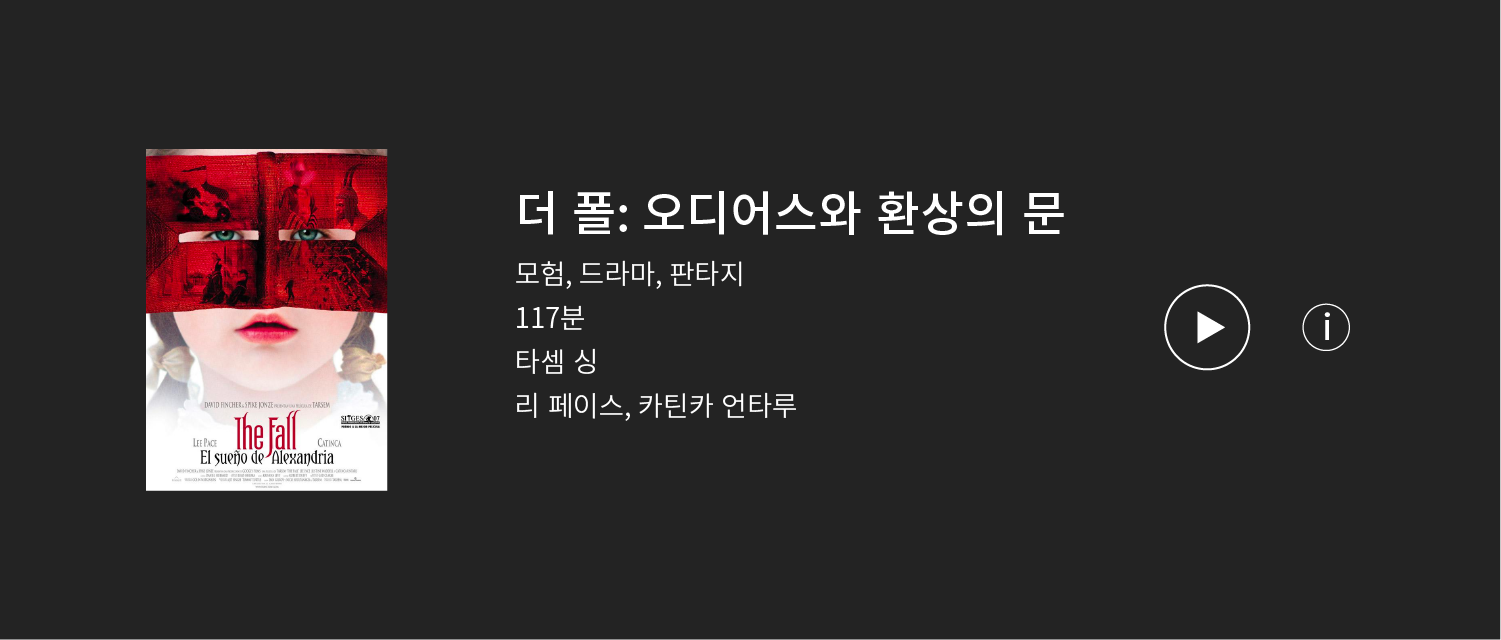 더 폴: 오디어스와 환상의 문
모험, 드라마, 판타지
117분
타셈 싱
리 페이스, 카틴카 언타루
i
DAVID FINCHER & SPIKE JONZE
TARSEM
SITGES 07
The Fall
LEE PACE
CATINCA
El sueño de Alexandria